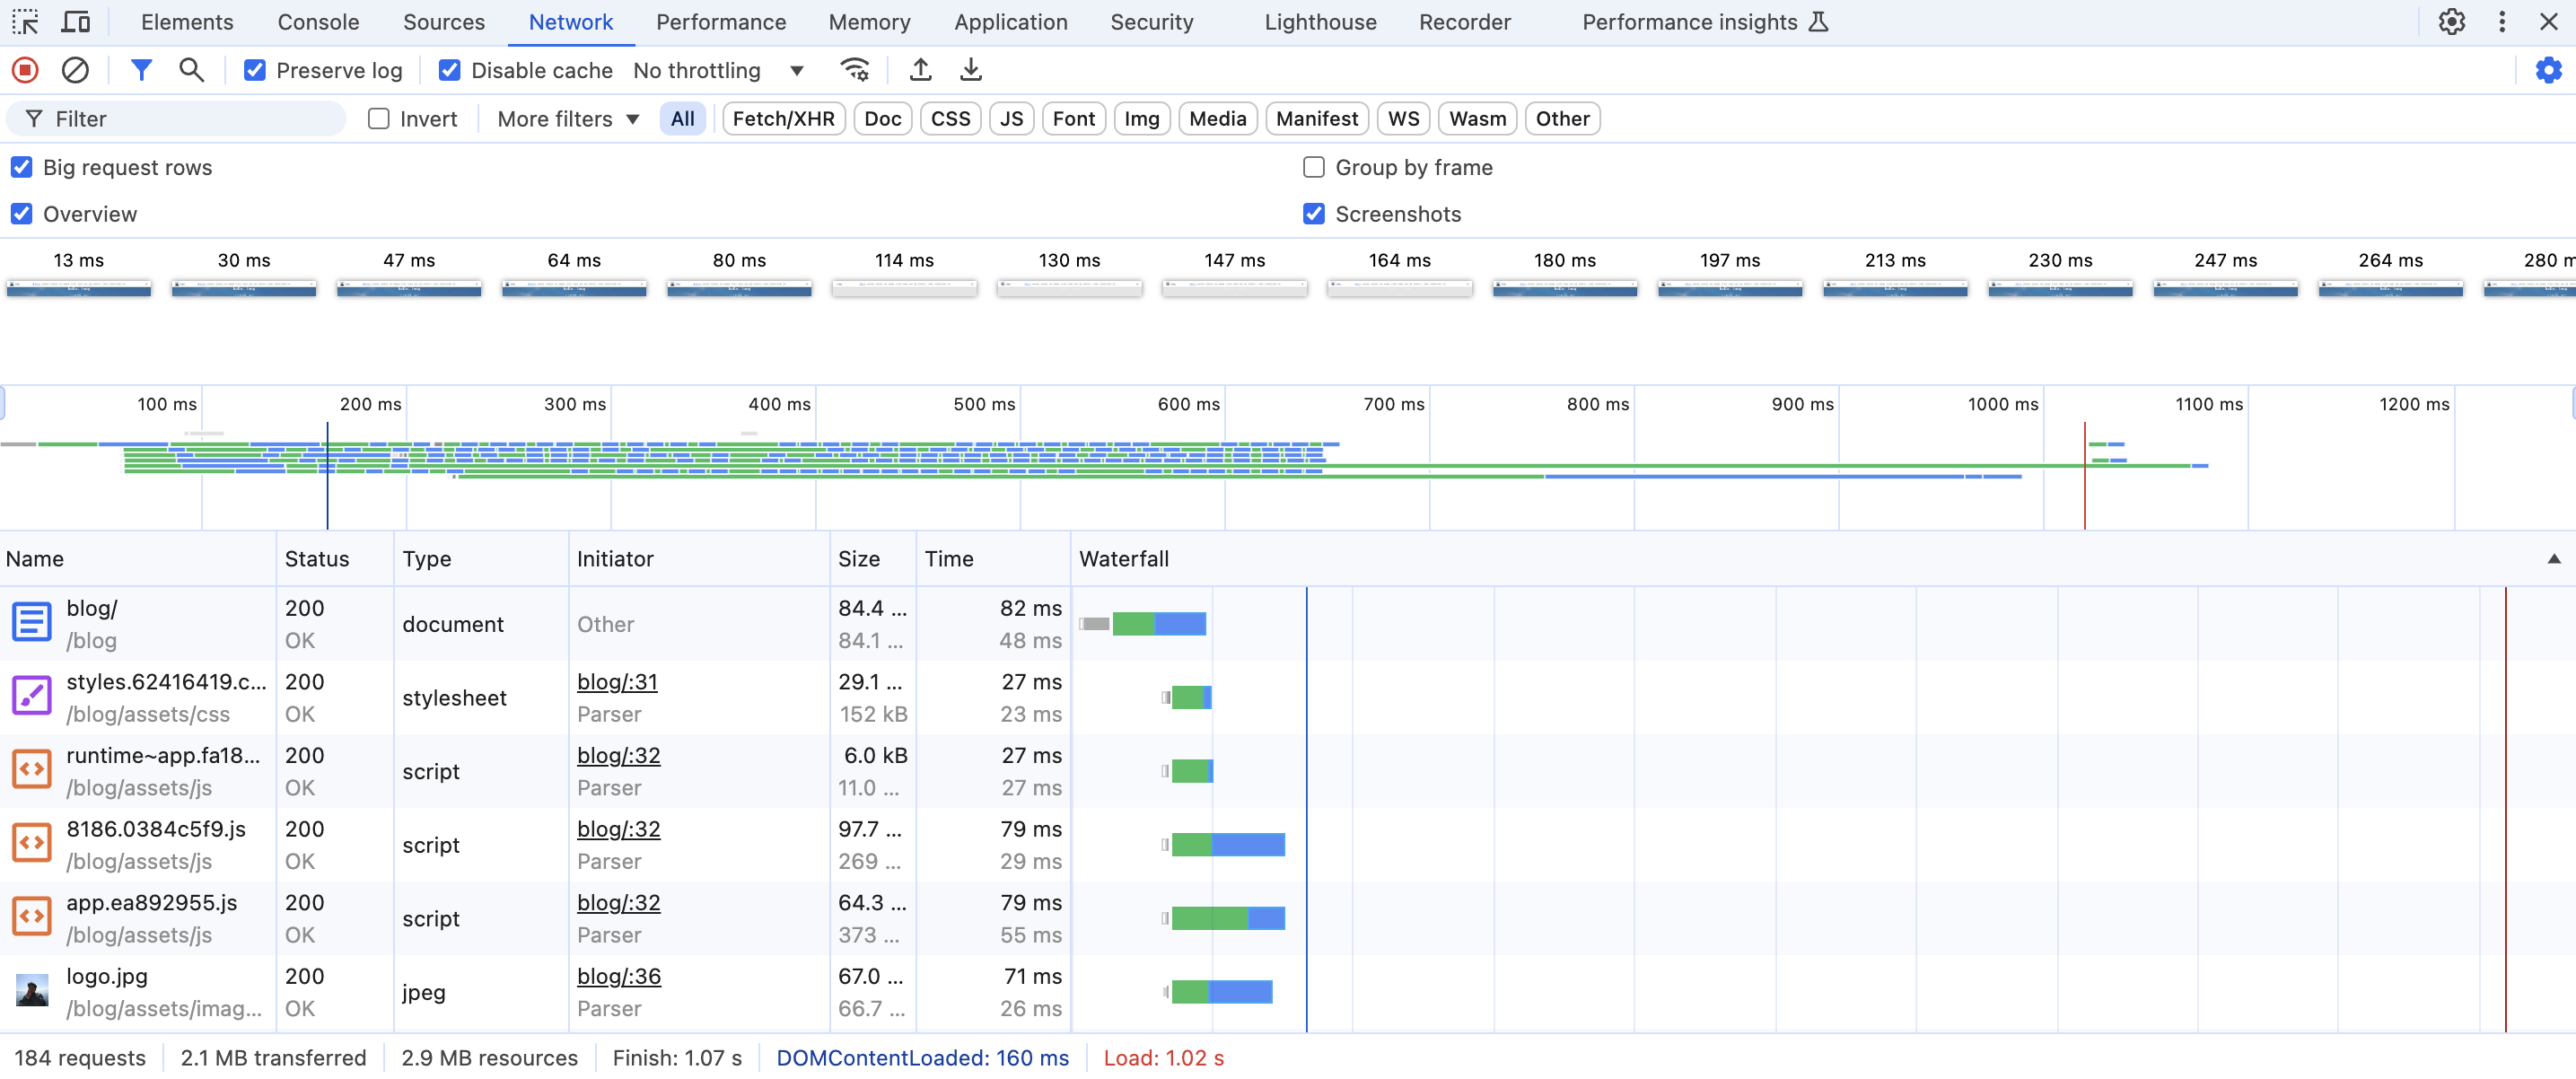 Elements Console Sources Network Performance Memory Application Security Lighthouse Recorder Performance insights
Preserve log Disable cache No throttling
Filter Invert More filters All Fetch/XHR Doc CSS JS Font Img Media Manifest WS Wasm Other
Big request rows Group by frame
Overview Screenshots
13 ms 30 ms 47 ms 64 ms 80 ms 114 ms 130 ms 147 ms 164 ms 180 ms 197 ms 213 ms 230 ms 247 ms 264 ms 280 m
100 ms 200 ms 300 ms 400 ms 500 ms 600 ms 700 ms 800 ms 900 ms 1000 ms 1100 ms 1200 ms
Name Status Type Initiator Size Time Waterfall
blog/ 200 document Other 84.4 ... 82 ms
/blog OK 84.1 ... 48 ms
styles.62416419.c... 200 stylesheet blog/:31 29.1 ... 27 ms
/blog/assets/css OK Parser 152 kB 23 ms
runtime~app.fa18... 200 script blog/:32 6.0 kB 27 ms
/blog/assets/js OK Parser 11.0 ... 27 ms
8186.0384c5f9.js 200 script blog/:32 97.7 ... 79 ms
/blog/assets/js OK Parser 269 ... 29 ms
app.ea892955.js 200 script blog/:32 64.3 ... 79 ms
/blog/assets/js OK Parser 373 ... 55 ms
logo.jpg 200 jpeg blog/:36 67.0 ... 71 ms
/blog/assets/imag... OK Parser 66.7 ... 26 ms
184 requests 2.1 MB transferred 2.9 MB resources Finish: 1.07 s DOMContentLoaded: 160 ms Load: 1.02 s